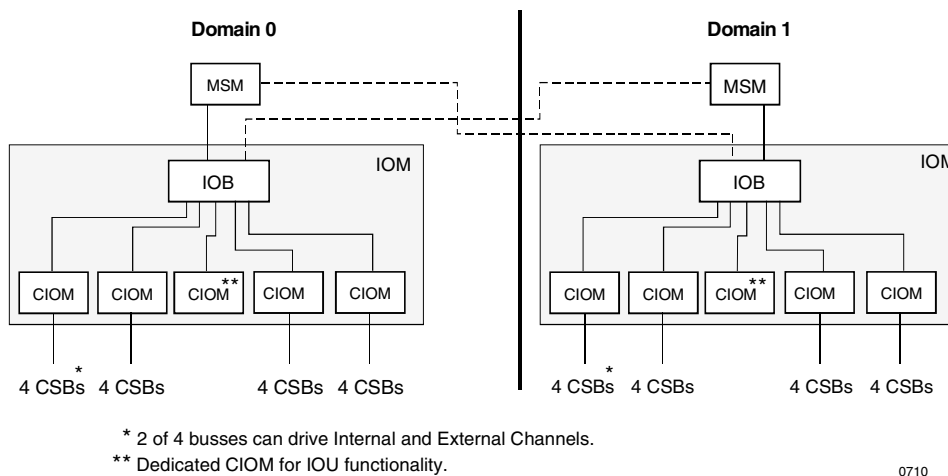 Domain 0 Domain 1
MSM MSM
IOM IOM
IOB IOB
CIOM CIOM CIOM** CIOM CIOM CIOM CIOM CIOM** CIOM CIOM
4 CSBs* 4 CSBs 4 CSBs 4 CSBs 4 CSBs* 4 CSBs 4 CSBs 4 CSBs
* 2 of 4 busses can drive Internal and External Channels.
** Dedicated CIOM for IOU functionality.
0710